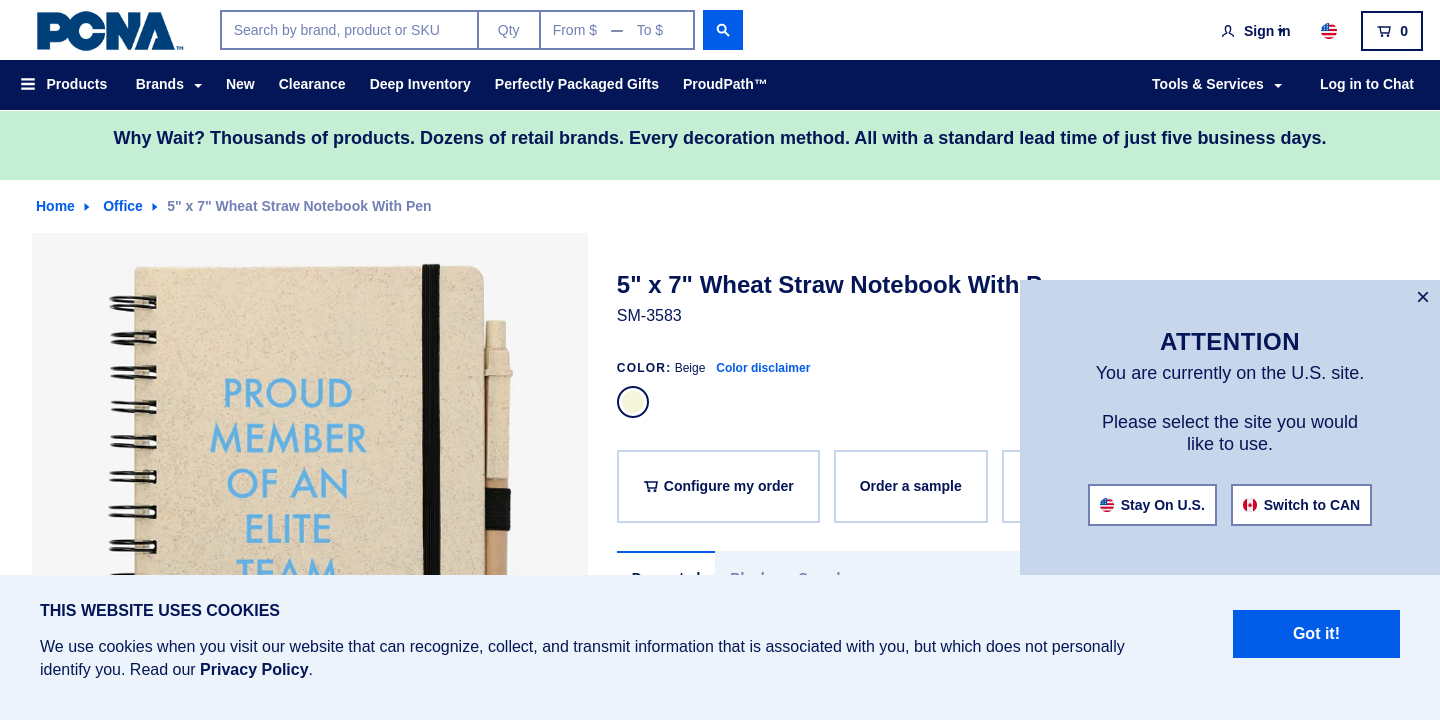 PCNA™
Search by brand, product or SKU
Qty
From $
To $
Sign in
0
Products
Brands
New
Clearance
Deep Inventory
Perfectly Packaged Gifts
ProudPath™
Tools & Services
Log in to Chat
Why Wait? Thousands of products. Dozens of retail brands. Every decoration method. All with a standard lead time of just five business days.
Home
Office
5" x 7" Wheat Straw Notebook With Pen
PROUD
MEMBER
OF AN
ELITE
TEAM
5" x 7" Wheat Straw Notebook With
SM-3583
COLOR: Beige Color disclaimer
Configure my order
Order a sample
ATTENTION
You are currently on the U.S. site.
Please select the site you would
like to use.
Stay On U.S.
Switch to CAN
THIS WEBSITE USES COOKIES
We use cookies when you visit our website that can recognize, collect, and transmit information that is associated with you, but which does not personally
identify you. Read our Privacy Policy.
Got it!